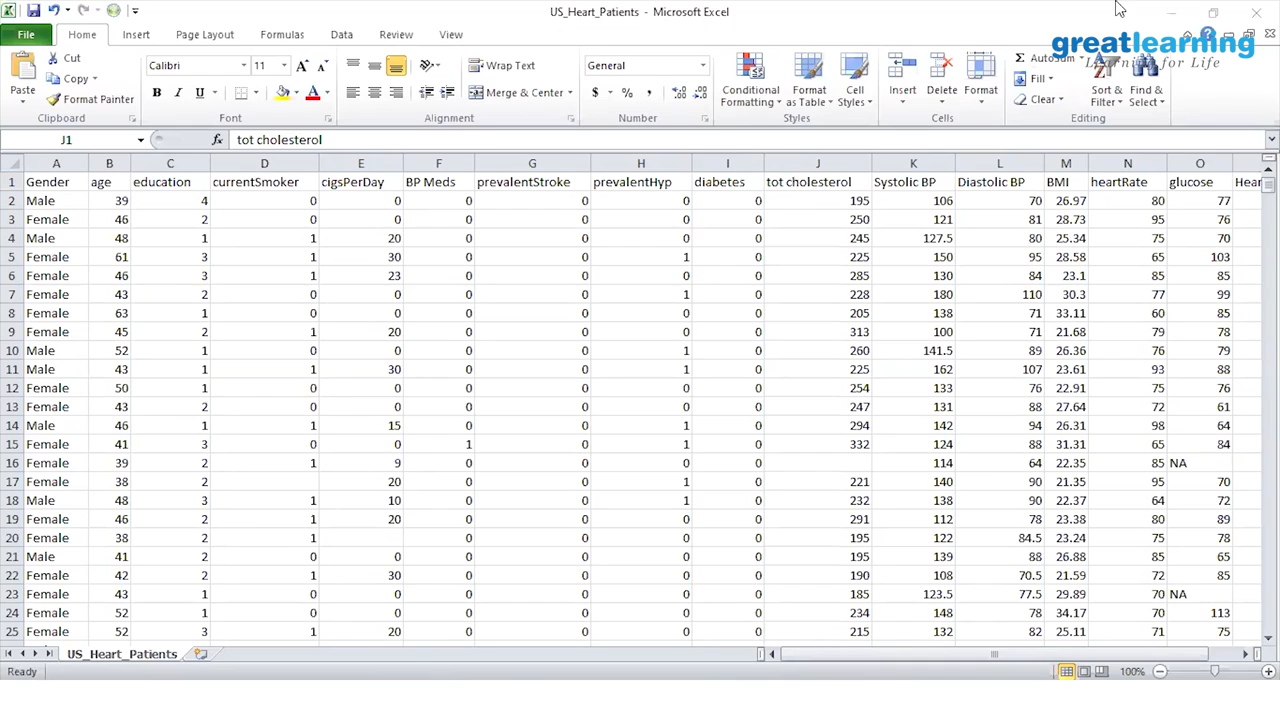 US_Heart_Patients - Microsoft Excel
File Home Insert Page Layout Formulas Data Review View
greatlearning
Learning for Life
Paste Cut Copy Format Painter Clipboard
Calibri 11 A A B I U A Font
Wrap Text Merge & Center Alignment
General $ % , Number
Conditional Formatting Format as Table Cell Styles Styles
Insert Delete Format Cells
Σ AutoSum Fill Clear Sort & Filter Find & Select Editing
J1 fx tot cholesterol
A B C D E F G H I J K L M N O
1 Gender age education currentSmoker cigsPerDay BP Meds prevalentStroke prevalentHyp diabetes tot cholesterol Systolic BP Diastolic BP BMI heartRate glucose Hear
2 Male 39 4 0 0 0 0 0 0 195 106 70 26.97 80 77
3 Female 46 2 0 0 0 0 0 0 250 121 81 28.73 95 76
4 Male 48 1 1 20 0 0 0 0 245 127.5 80 25.34 75 70
5 Female 61 3 1 30 0 0 1 0 225 150 95 28.58 65 103
6 Female 46 3 1 23 0 0 0 0 285 130 84 23.1 85 85
7 Female 43 2 0 0 0 0 1 0 228 180 110 30.3 77 99
8 Female 63 1 0 0 0 0 0 0 205 138 71 33.11 60 85
9 Female 45 2 1 20 0 0 0 0 313 100 71 21.68 79 78
10 Male 52 1 0 0 0 0 1 0 260 141.5 89 26.36 76 79
11 Male 43 1 1 30 0 0 1 0 225 162 107 23.61 93 88
12 Female 50 1 0 0 0 0 0 0 254 133 76 22.91 75 76
13 Female 43 2 0 0 0 0 0 0 247 131 88 27.64 72 61
14 Male 46 1 1 15 0 0 1 0 294 142 94 26.31 98 64
15 Female 41 3 0 0 1 0 1 0 332 124 88 31.31 65 84
16 Female 39 2 1 9 0 0 0 0 114 64 22.35 85 NA
17 Female 38 2 20 0 0 1 0 221 140 90 21.35 95 70
18 Male 48 3 1 10 0 0 1 0 232 138 90 22.37 64 72
19 Female 46 2 1 20 0 0 0 0 291 112 78 23.38 80 89
20 Female 38 2 1 0 0 0 0 195 122 84.5 23.24 75 78
21 Male 41 2 0 0 0 0 0 0 195 139 88 26.88 85 65
22 Female 42 2 1 30 0 0 0 0 190 108 70.5 21.59 72 85
23 Female 43 1 0 0 0 0 0 0 185 123.5 77.5 29.89 70 NA
24 Female 52 1 0 0 0 0 0 0 234 148 78 34.17 70 113
25 Female 52 3 1 20 0 0 0 0 215 132 82 25.11 71 75
US_Heart_Patients
Ready 100%